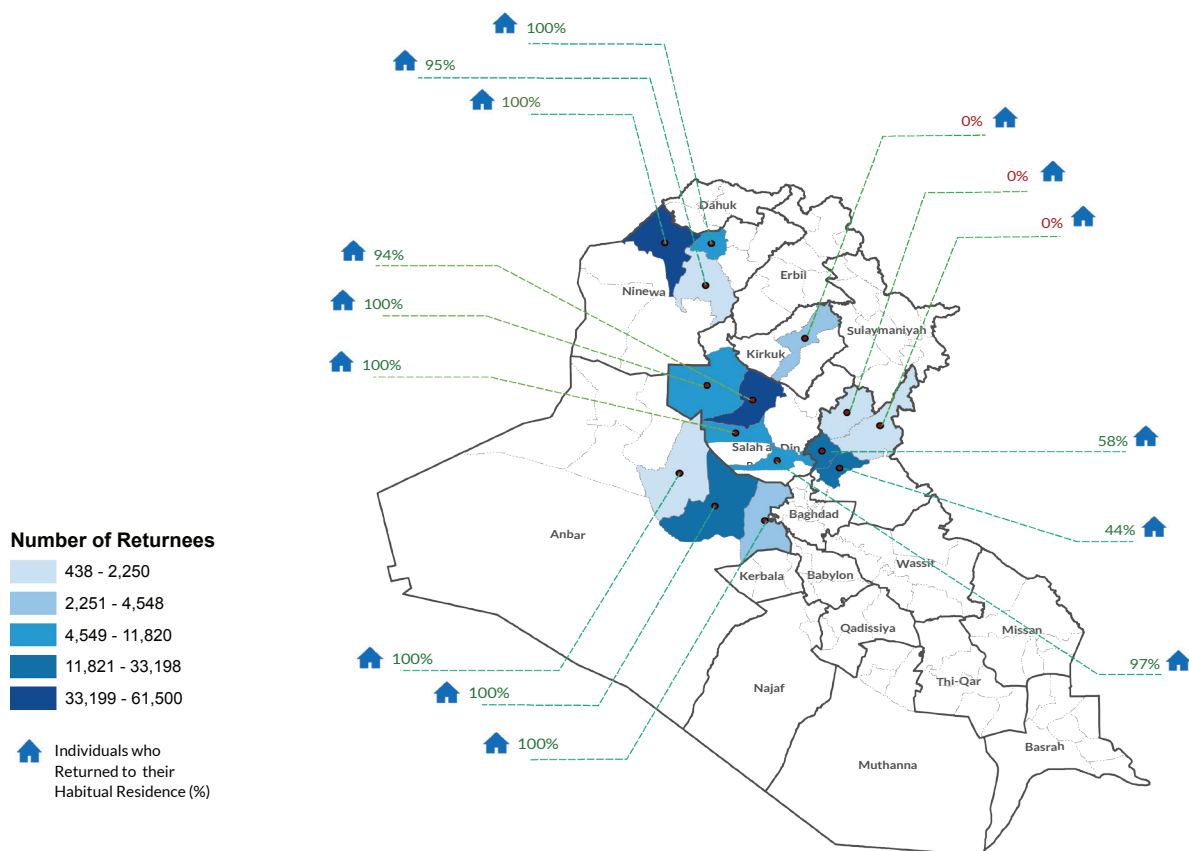 100%
95%
100%
0%
0%
0%
94%
100%
100%
58%
44%
97%
100%
100%
100%
Dahuk
Ninewa
Erbil
Kirkuk
Sulaymaniyah
Salah al-Din
Anbar
Baghdad
Kerbala
Babylon
Wassit
Qadissiya
Missan
Najaf
Thi-Qar
Basrah
Muthanna
Number of Returnees
438 - 2,250
2,251 - 4,548
4,549 - 11,820
11,821 - 33,198
33,199 - 61,500
Individuals who
Returned to their
Habitual Residence (%)